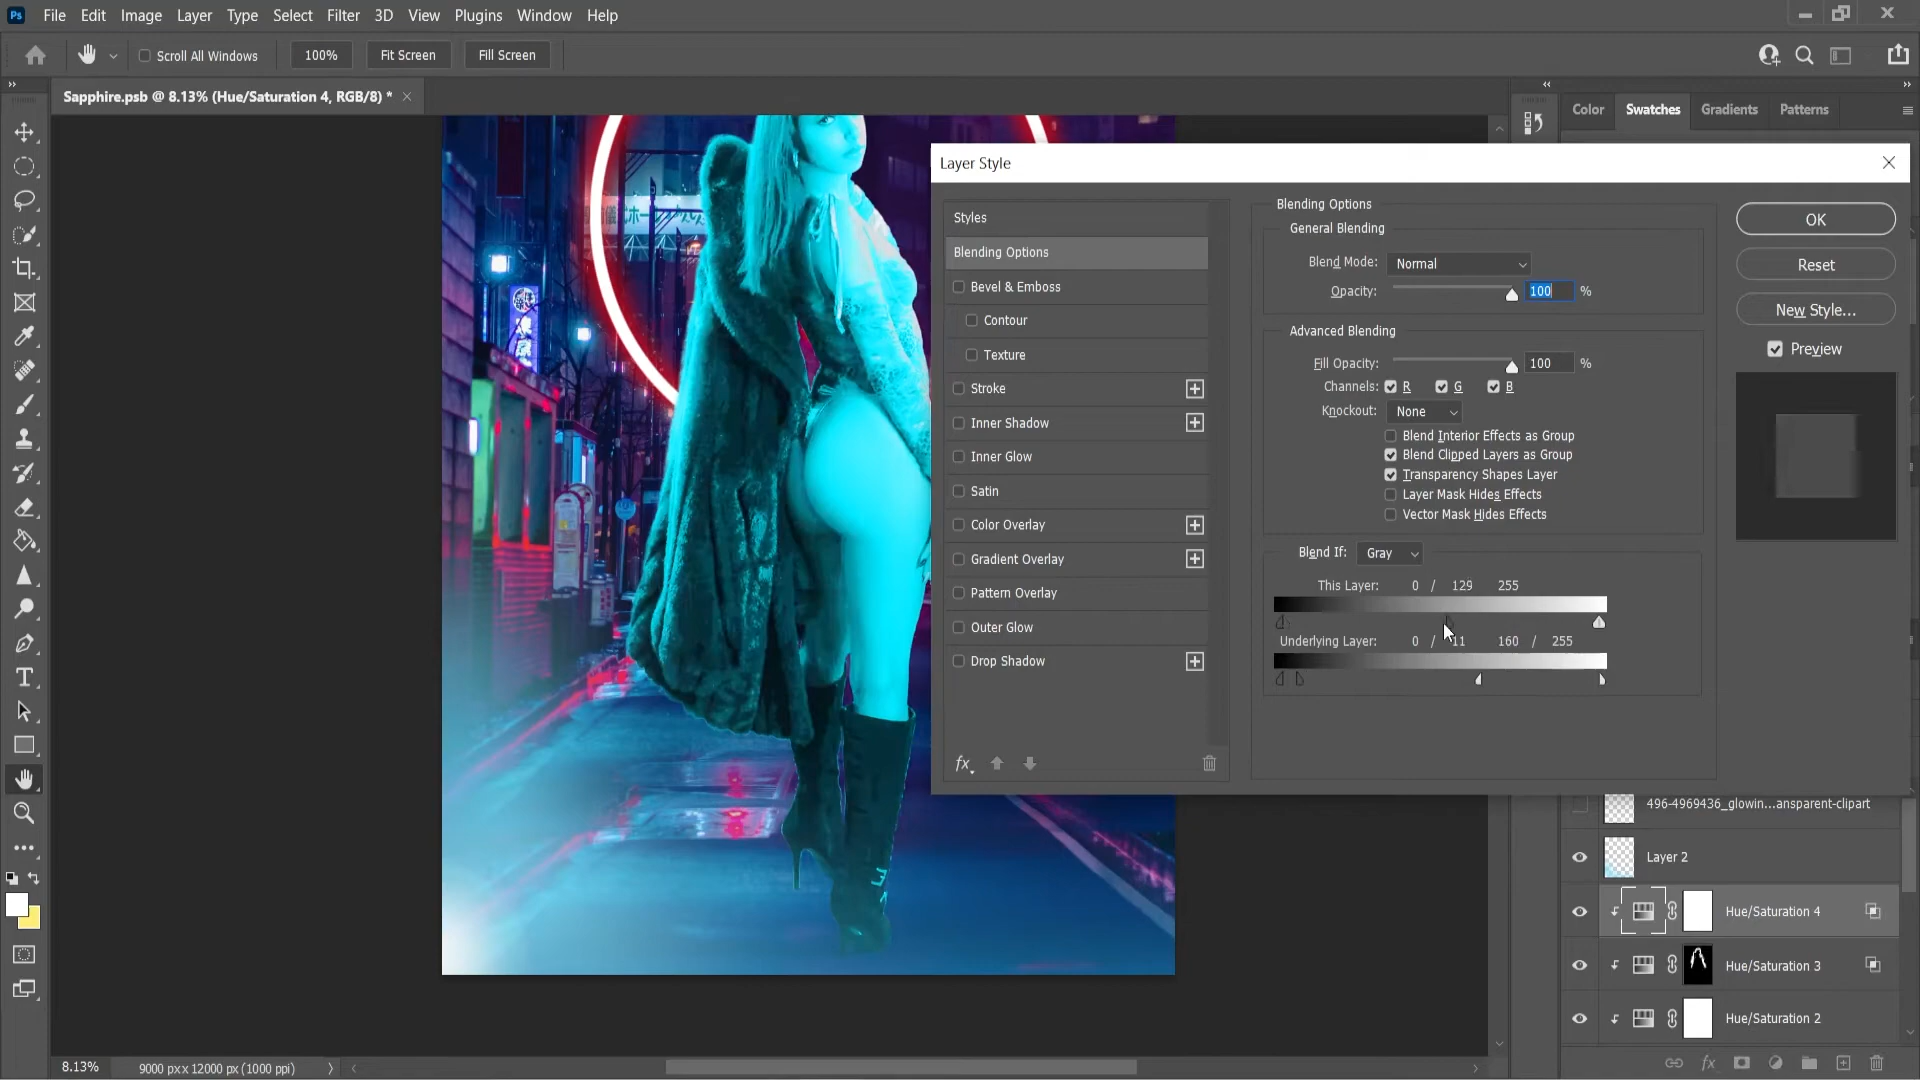 Ps File Edit Image Layer Type Select Filter 3D View Plugins Window Help
Scroll All Windows 100% Fit Screen Fill Screen
Sapphire.psb @ 8.13% (Hue/Saturation 4, RGB/8) *
Color Swatches Gradients Patterns
Layer Style
Styles
Blending Options
Bevel & Emboss
Contour
Texture
Stroke
Inner Shadow
Inner Glow
Satin
Color Overlay
Gradient Overlay
Pattern Overlay
Outer Glow
Drop Shadow
fx
Blending Options
General Blending
Blend Mode: Normal
Opacity: 100 %
Advanced Blending
Fill Opacity: 100 %
Channels: R G B
Knockout: None
Blend Interior Effects as Group
Blend Clipped Layers as Group
Transparency Shapes Layer
Layer Mask Hides Effects
Vector Mask Hides Effects
Blend If: Gray
This Layer: 0 / 129 255
Underlying Layer: 0 / 11 160 / 255
OK
Reset
New Style...
Preview
496-4969436_glowin...ansparent-clipart
Layer 2
Hue/Saturation 4
Hue/Saturation 3
Hue/Saturation 2
fx
8.13% 9000 px x 12000 px (1000 ppi)